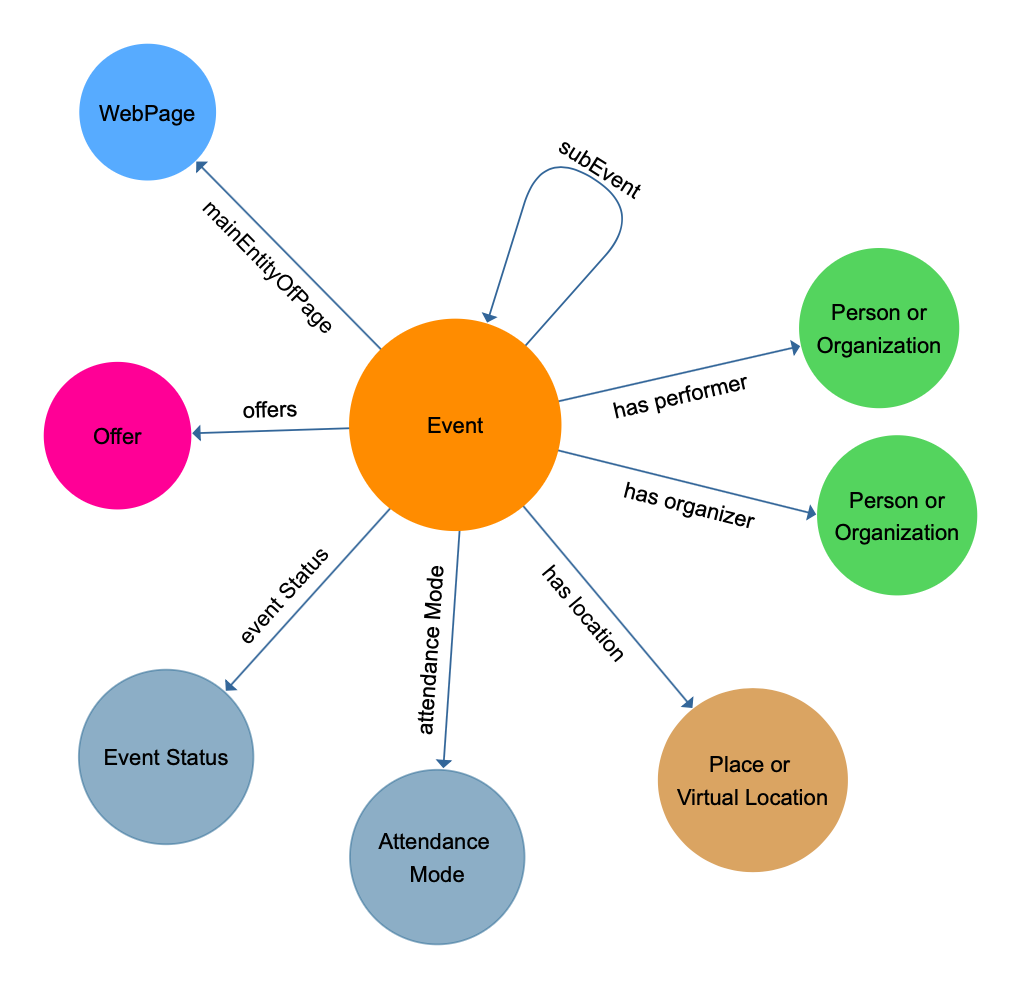 WebPage
subEvent
mainEntityOfPage
Person or
Organization
has performer
offers
Event
Offer
has organizer
Person or
Organization
event Status
attendance Mode
has location
Event Status
Place or
Virtual Location
Attendance
Mode